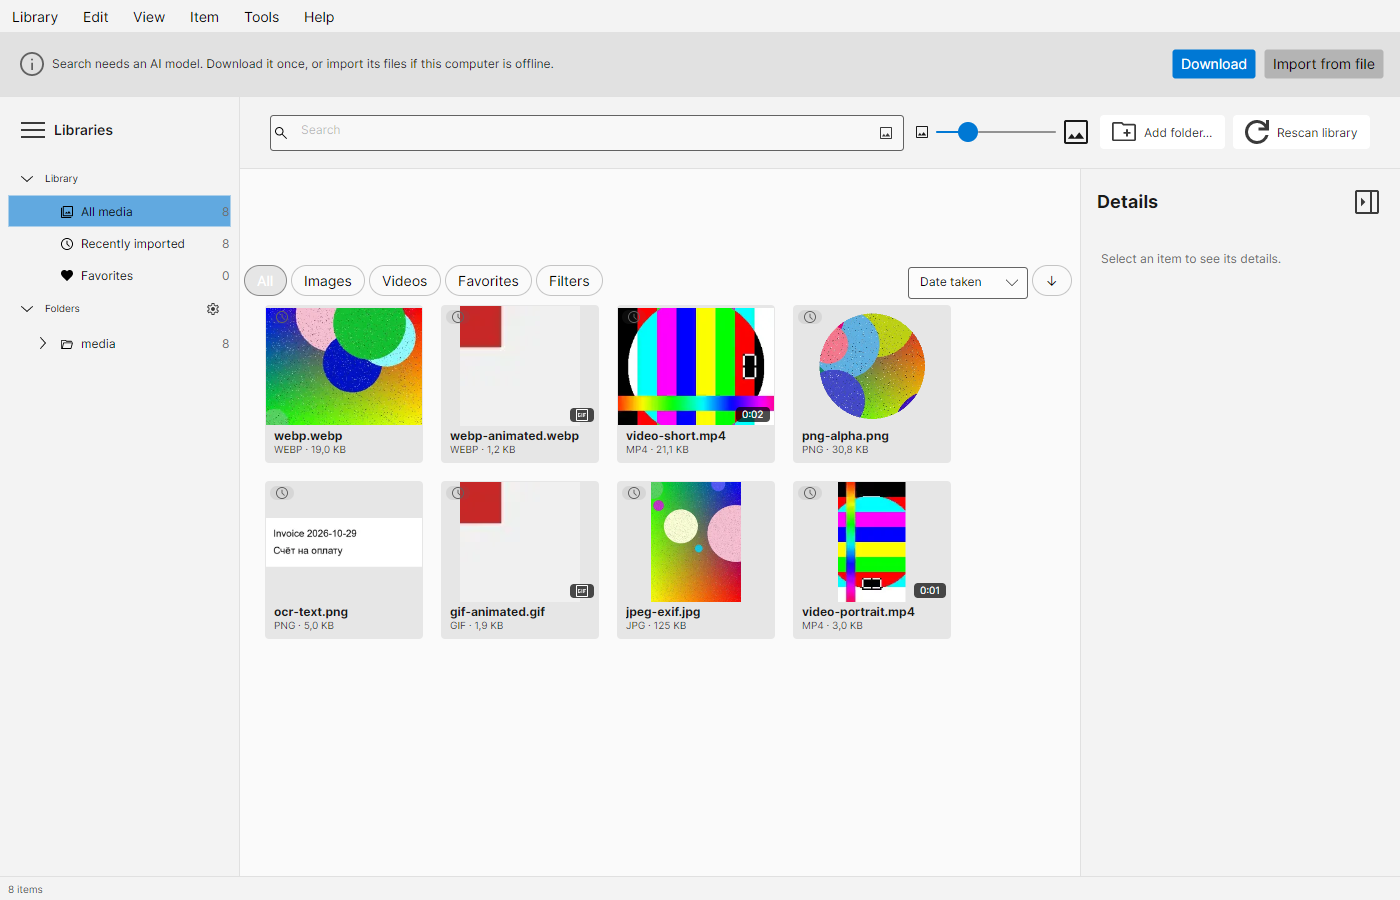 Library Edit View Item Tools Help
Search needs an AI model. Download it once, or import its files if this computer is offline.
Download
Import from file
Libraries
Search
Add folder...
Rescan library
Library
All media 8
Recently imported 8
Favorites 0
Folders
media 8
All
Images
Videos
Favorites
Filters
Date taken
Details
Select an item to see its details.
webp.webp
WEBP · 19,0 KB
GIF
webp-animated.webp
WEBP · 1,2 KB
0:02
video-short.mp4
MP4 · 21,1 KB
png-alpha.png
PNG · 30,8 KB
Invoice 2026-10-29
Счёт на оплату
ocr-text.png
PNG · 5,0 KB
GIF
gif-animated.gif
GIF · 1,9 KB
jpeg-exif.jpg
JPG · 125 KB
0:01
video-portrait.mp4
MP4 · 3,0 KB
8 items